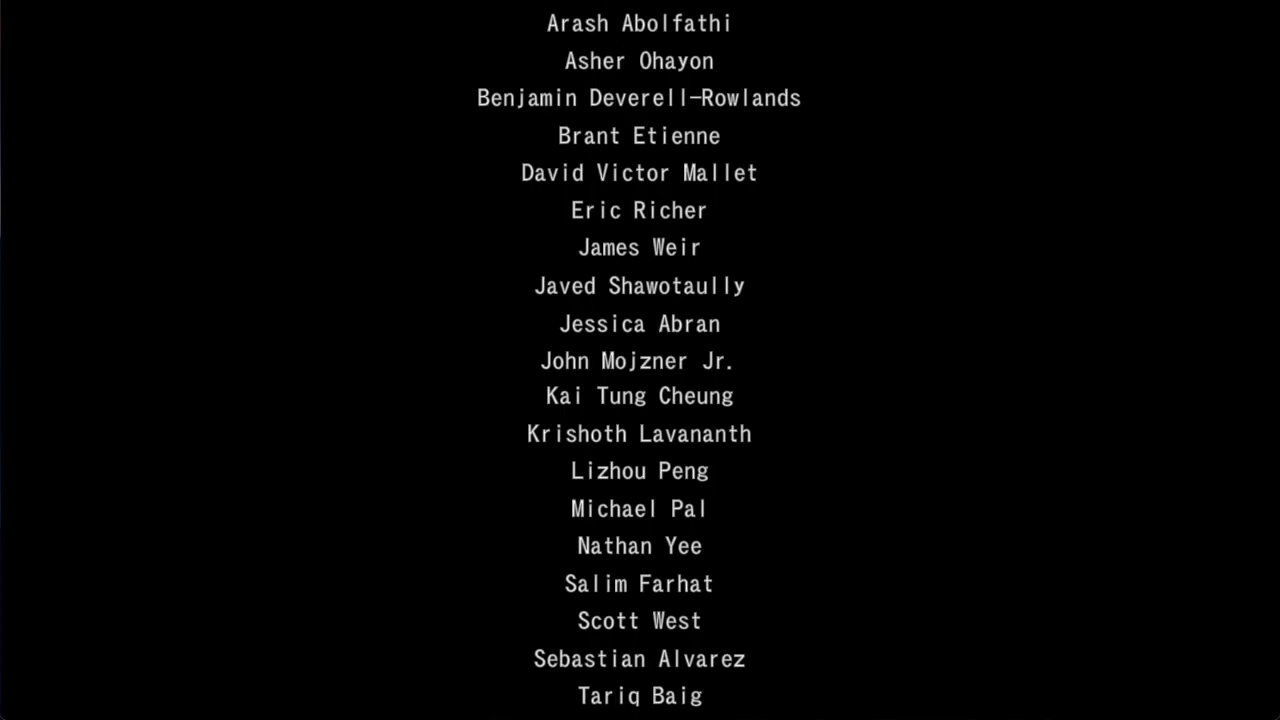 Arash Abolfathi
Asher Ohayon
Benjamin Deverell-Rowlands
Brant Etienne
David Victor Mallet
Eric Richer
James Weir
Javed Shawotaully
Jessica Abran
John Mojzner Jr.
Kai Tung Cheung
Krishoth Lavananth
Lizhou Peng
Michael Pal
Nathan Yee
Salim Farhat
Scott West
Sebastian Alvarez
Tariq Baig